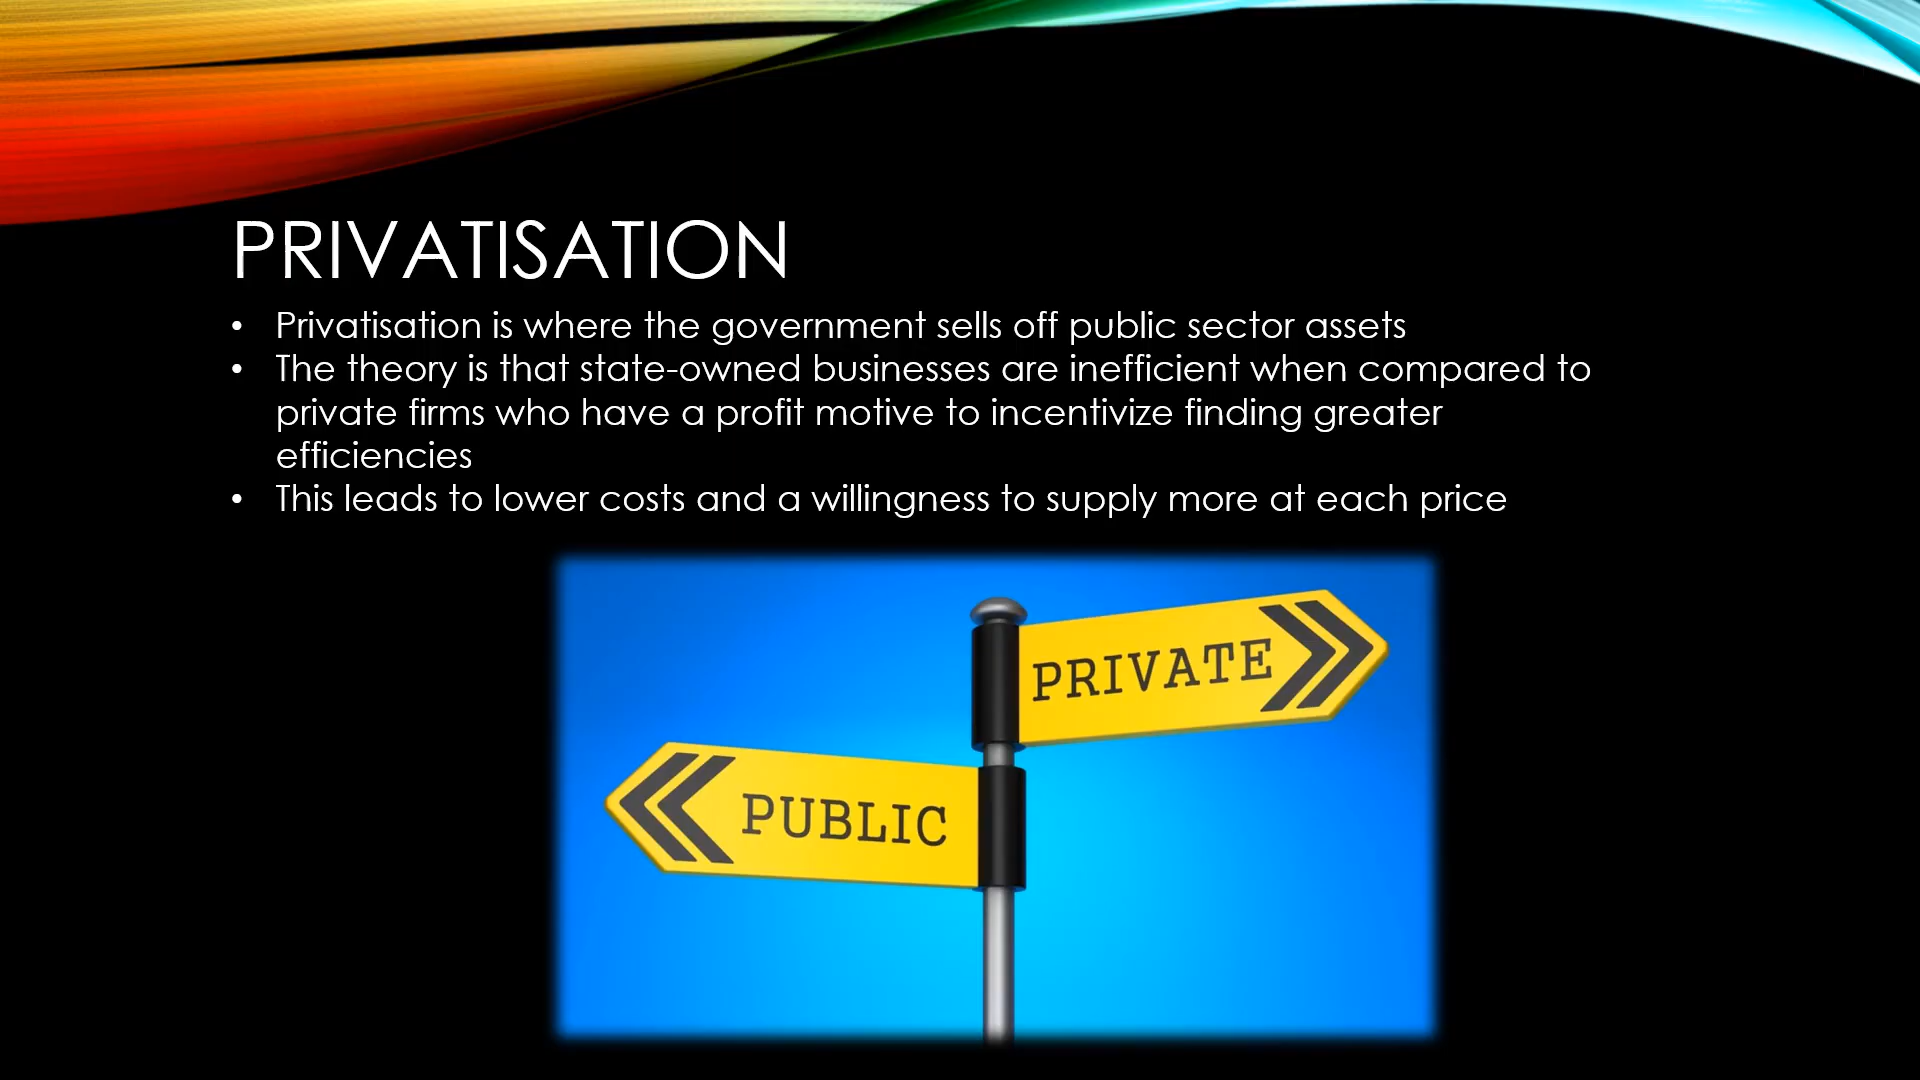 PRIVATISATION
• Privatisation is where the government sells off public sector assets
• The theory is that state-owned businesses are inefficient when compared to
private firms who have a profit motive to incentivize finding greater
efficiencies
• This leads to lower costs and a willingness to supply more at each price
PRIVATE
PUBLIC